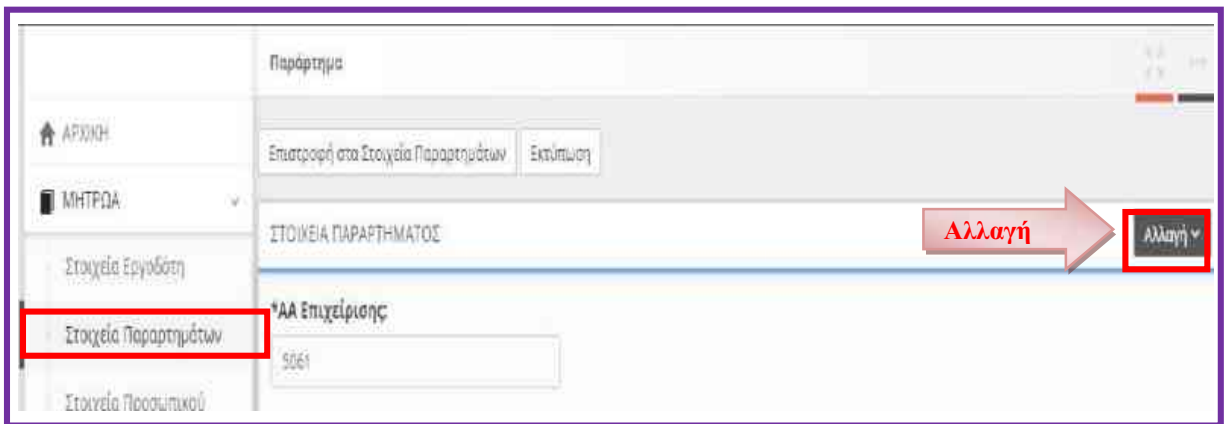 Παράρτημα
ΑΡΧΙΚΗ
Επιστροφή στα Στοιχεία Παραρτημάτων Εκτύπωση
ΜΗΤΡΩΑ
ΣΤΟΙΧΕΙΑ ΠΑΡΑΡΤΗΜΑΤΟΣ
Αλλαγή
Αλλαγή
Στοιχεία Εργοδότη
*ΑΑ Επιχείρισης:
Στοιχεία Παραρτημάτων
5061
Στοιχεία Προσωπικού